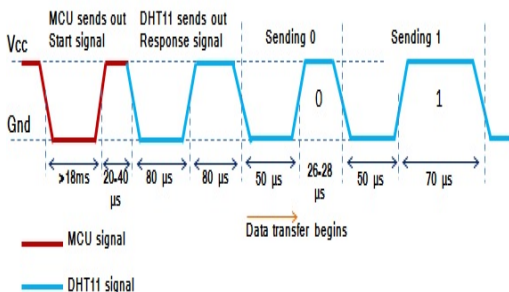 MCU sends out
Start signal
DHT11 sends out
Response signal
Sending 0
Sending 1
Vcc
Gnd
0
1
>18ms
20-40
µs
80 µs
80 µs
50 µs
26-28
µs
50 µs
70 µs
Data transfer begins
MCU signal
DHT11 signal